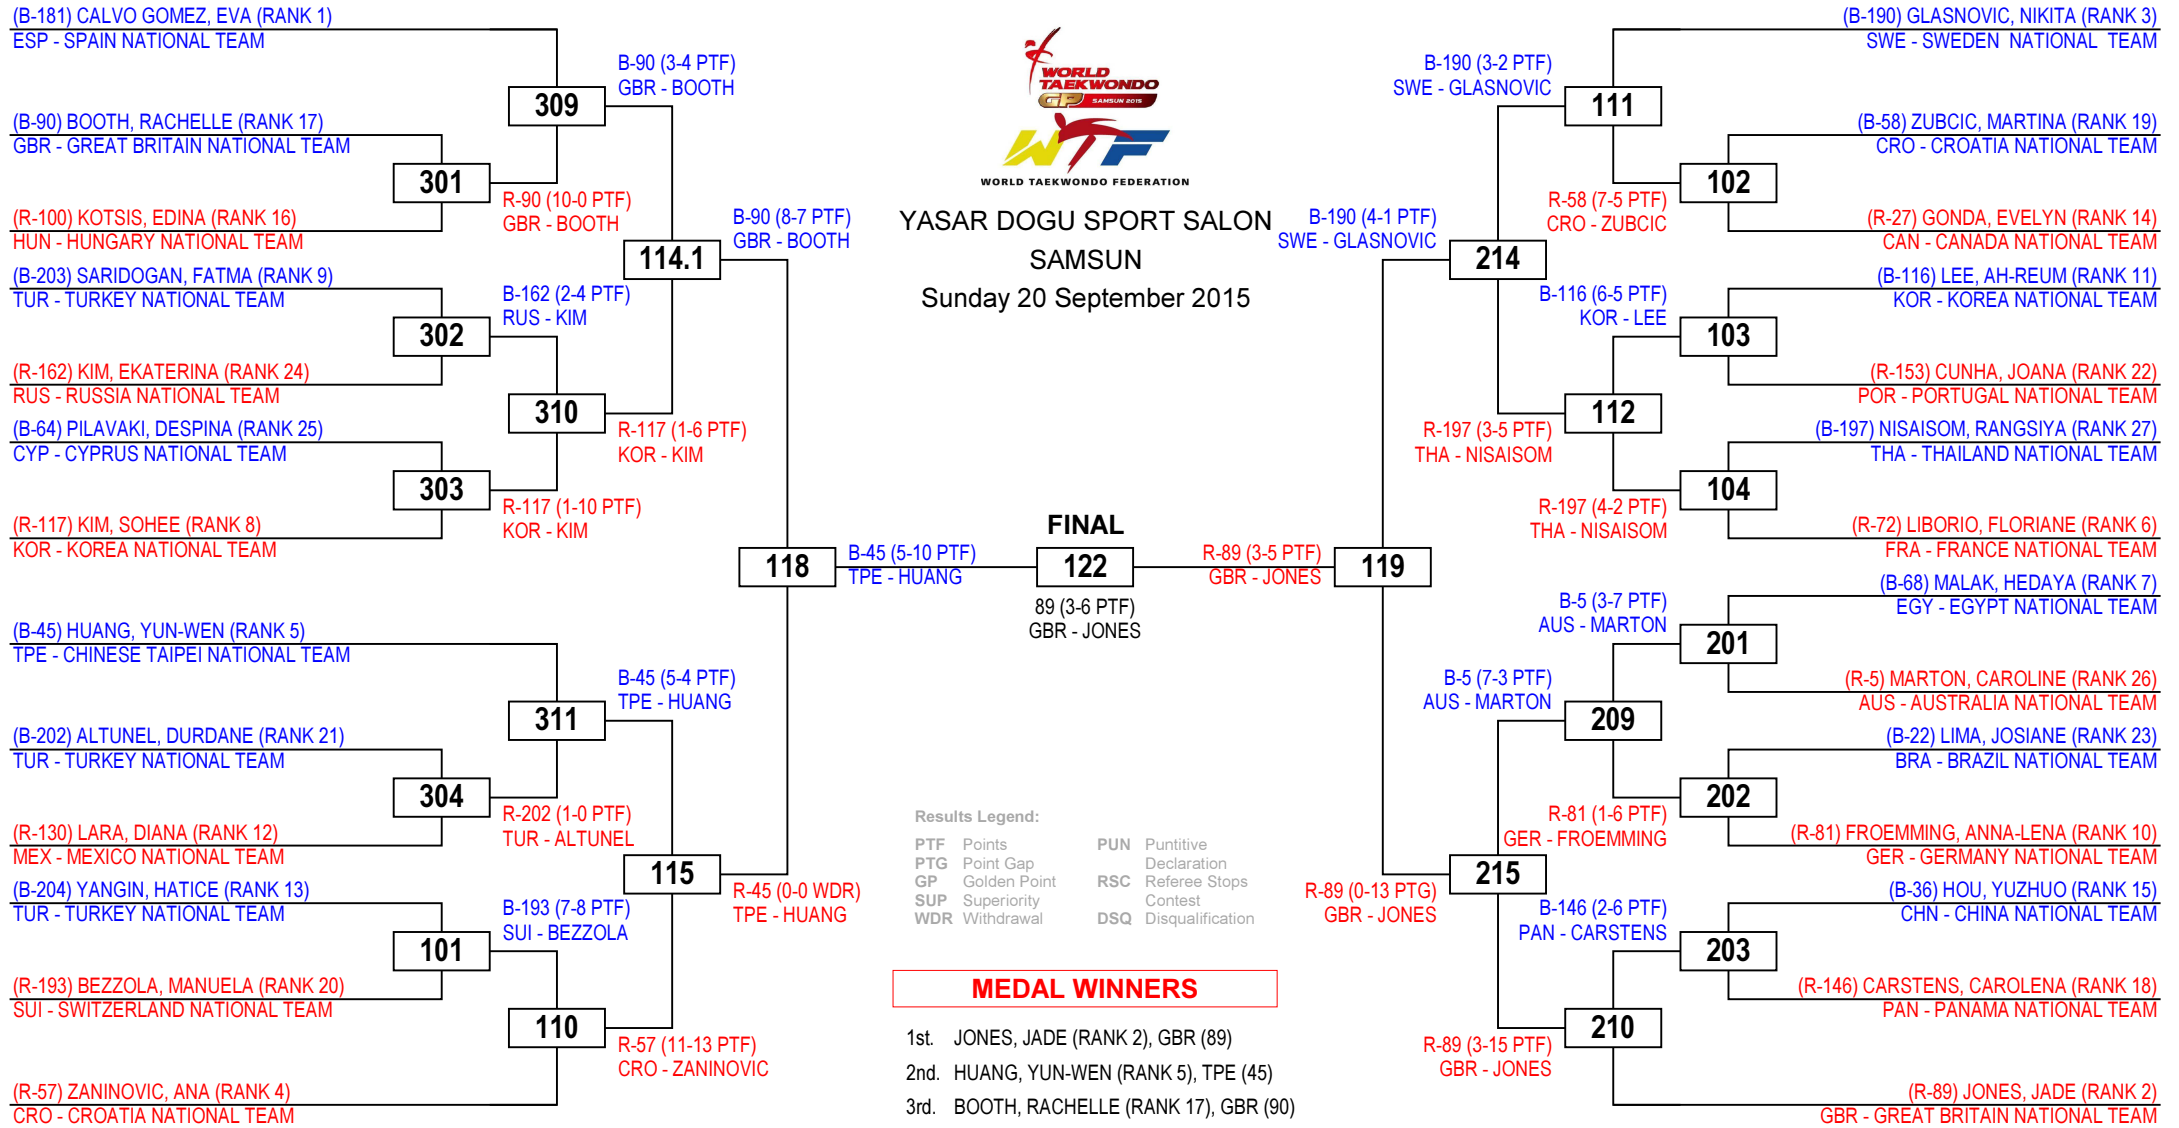 (B-181) CALVO GOMEZ, EVA (RANK 1)
ESP - SPAIN NATIONAL TEAM
(B-90) BOOTH, RACHELLE (RANK 17)
GBR - GREAT BRITAIN NATIONAL TEAM
(R-100) KOTSIS, EDINA (RANK 16)
HUN - HUNGARY NATIONAL TEAM
(B-203) SARIDOGAN, FATMA (RANK 9)
TUR - TURKEY NATIONAL TEAM
(R-162) KIM, EKATERINA (RANK 24)
RUS - RUSSIA NATIONAL TEAM
(B-64) PILAVAKI, DESPINA (RANK 25)
CYP - CYPRUS NATIONAL TEAM
(R-117) KIM, SOHEE (RANK 8)
KOR - KOREA NATIONAL TEAM
(B-45) HUANG, YUN-WEN (RANK 5)
TPE - CHINESE TAIPEI NATIONAL TEAM
(B-202) ALTUNEL, DURDANE (RANK 21)
TUR - TURKEY NATIONAL TEAM
(R-130) LARA, DIANA (RANK 12)
MEX - MEXICO NATIONAL TEAM
(B-204) YANGIN, HATICE (RANK 13)
TUR - TURKEY NATIONAL TEAM
(R-193) BEZZOLA, MANUELA (RANK 20)
SUI - SWITZERLAND NATIONAL TEAM
(R-57) ZANINOVIC, ANA (RANK 4)
CRO - CROATIA NATIONAL TEAM
301
302
303
304
101
R-90 (10-0 PTF)
GBR - BOOTH
B-162 (2-4 PTF)
RUS - KIM
R-117 (1-10 PTF)
KOR - KIM
R-202 (1-0 PTF)
TUR - ALTUNEL
B-193 (7-8 PTF)
SUI - BEZZOLA
309
310
311
110
B-90 (3-4 PTF)
GBR - BOOTH
R-117 (1-6 PTF)
KOR - KIM
B-45 (5-4 PTF)
TPE - HUANG
R-57 (11-13 PTF)
CRO - ZANINOVIC
114.1
115
B-90 (8-7 PTF)
GBR - BOOTH
R-45 (0-0 WDR)
TPE - HUANG
118
B-45 (5-10 PTF)
TPE - HUANG
WORLD
TAEKWONDO
GP SAMSUN 2015
WTF
WORLD TAEKWONDO FEDERATION
YASAR DOGU SPORT SALON
SAMSUN
Sunday 20 September 2015
FINAL
122
89 (3-6 PTF)
GBR - JONES
Results Legend:
PTF Points
PTG Point Gap
GP Golden Point
SUP Superiority
WDR Withdrawal
PUN Puntitive
Declaration
RSC Referee Stops
Contest
DSQ Disqualification
MEDAL WINNERS
1st. JONES, JADE (RANK 2), GBR (89)
2nd. HUANG, YUN-WEN (RANK 5), TPE (45)
3rd. BOOTH, RACHELLE (RANK 17), GBR (90)
R-89 (3-5 PTF)
GBR - JONES
119
B-190 (4-1 PTF)
SWE - GLASNOVIC
R-89 (0-13 PTG)
GBR - JONES
214
215
B-190 (3-2 PTF)
SWE - GLASNOVIC
R-197 (3-5 PTF)
THA - NISAISOM
B-5 (7-3 PTF)
AUS - MARTON
R-89 (3-15 PTF)
GBR - JONES
111
112
209
210
R-58 (7-5 PTF)
CRO - ZUBCIC
B-116 (6-5 PTF)
KOR - LEE
R-197 (4-2 PTF)
THA - NISAISOM
B-5 (3-7 PTF)
AUS - MARTON
R-81 (1-6 PTF)
GER - FROEMMING
B-146 (2-6 PTF)
PAN - CARSTENS
102
103
104
201
202
203
(B-190) GLASNOVIC, NIKITA (RANK 3)
SWE - SWEDEN NATIONAL TEAM
(B-58) ZUBCIC, MARTINA (RANK 19)
CRO - CROATIA NATIONAL TEAM
(R-27) GONDA, EVELYN (RANK 14)
CAN - CANADA NATIONAL TEAM
(B-116) LEE, AH-REUM (RANK 11)
KOR - KOREA NATIONAL TEAM
(R-153) CUNHA, JOANA (RANK 22)
POR - PORTUGAL NATIONAL TEAM
(B-197) NISAISOM, RANGSIYA (RANK 27)
THA - THAILAND NATIONAL TEAM
(R-72) LIBORIO, FLORIANE (RANK 6)
FRA - FRANCE NATIONAL TEAM
(B-68) MALAK, HEDAYA (RANK 7)
EGY - EGYPT NATIONAL TEAM
(R-5) MARTON, CAROLINE (RANK 26)
AUS - AUSTRALIA NATIONAL TEAM
(B-22) LIMA, JOSIANE (RANK 23)
BRA - BRAZIL NATIONAL TEAM
(R-81) FROEMMING, ANNA-LENA (RANK 10)
GER - GERMANY NATIONAL TEAM
(B-36) HOU, YUZHUO (RANK 15)
CHN - CHINA NATIONAL TEAM
(R-146) CARSTENS, CAROLENA (RANK 18)
PAN - PANAMA NATIONAL TEAM
(R-89) JONES, JADE (RANK 2)
GBR - GREAT BRITAIN NATIONAL TEAM